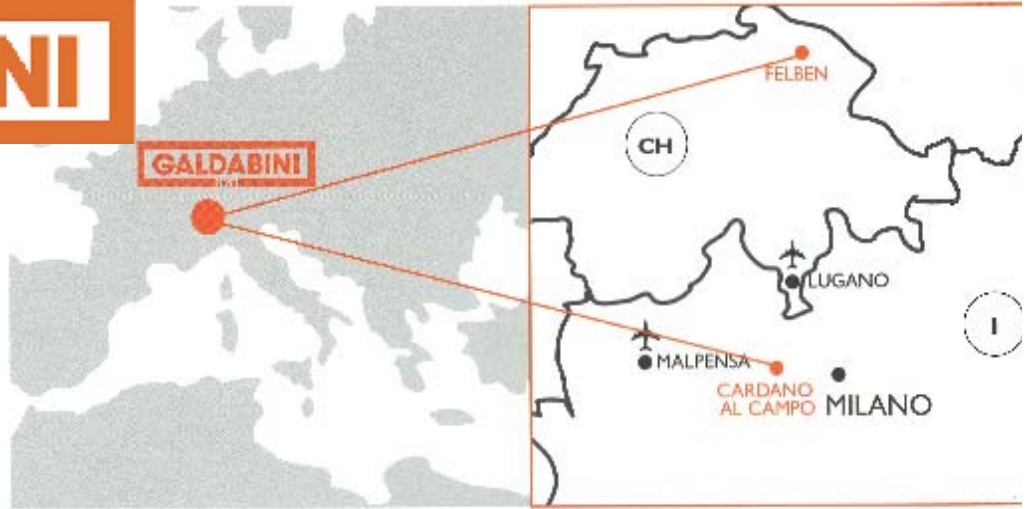 NI
GALDABINI
FELBEN
CH
LUGANO
I
MALPENSA
CARDANO
AL CAMPO
MILANO